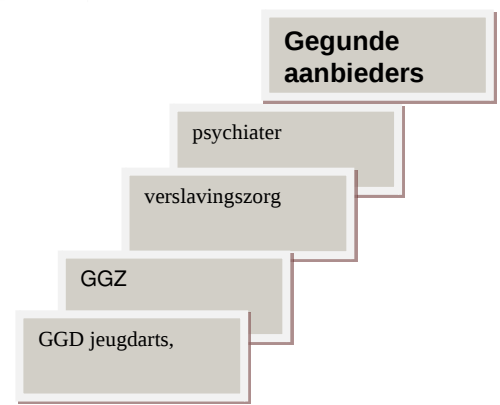 Gegunde
aanbieders
psychiater
verslavingszorg
GGZ
GGD jeugdarts,